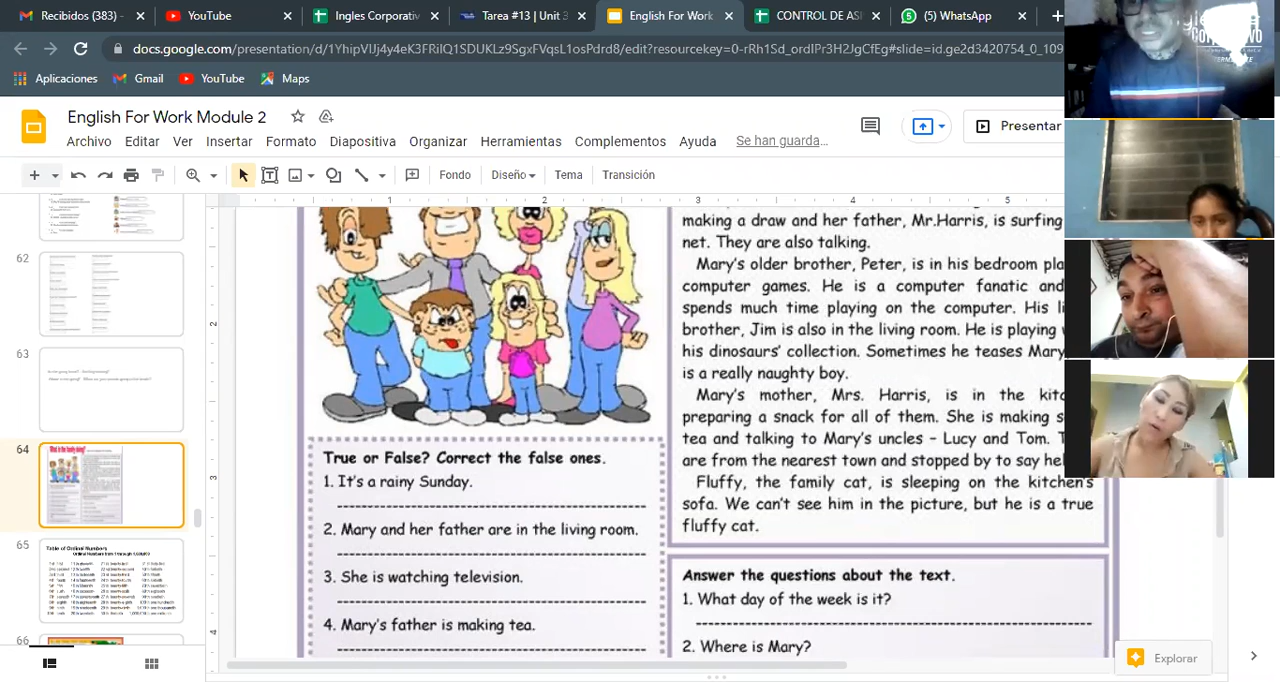 Recibidos (383) -
YouTube
Ingles Corporativ
Tarea #13 | Unit 3
English For Work
CONTROL DE ASI
(5) WhatsApp
docs.google.com/presentation/d/
Aplicaciones
Gmail
YouTube
Maps
English For Work Module 2
Archivo
Editar
Ver
Insertar
Formato
Diapositiva
Organizar
Herramientas
Complementos
Ayuda
Se han guarda...
Presentar
Fondo
Diseño
Tema
Transición
1
2
3
4
5
62
63
64
65
Table of Ordinal Numbers
66
2
3
4
making a draw and her father, Mr.Harris, is surfing
net. They are also talking.
Mary's older brother, Peter, is in his bedroom pla
computer games. He is a computer fanatic and
spends much time playing on the computer. His li
brother, Jim is also in the living room. He is playing
his dinosaurs' collection. Sometimes he teases Mary
is a really naughty boy.
Mary's mother, Mrs. Harris, is in the kitc
preparing a snack for all of them. She is making s
tea and talking to Mary's uncles – Lucy and Tom. T
are from the nearest town and stopped by to say hel
Fluffy, the family cat, is sleeping on the kitchen's
sofa. We can't see him in the picture, but he is a true
fluffy cat.
True or False? Correct the false ones.
1. It's a rainy Sunday.
2. Mary and her father are in the living room.
3. She is watching television.
4. Mary's father is making tea.
Answer the questions about the text.
1. What day of the week is it?
2. Where is Mary?
Explorar